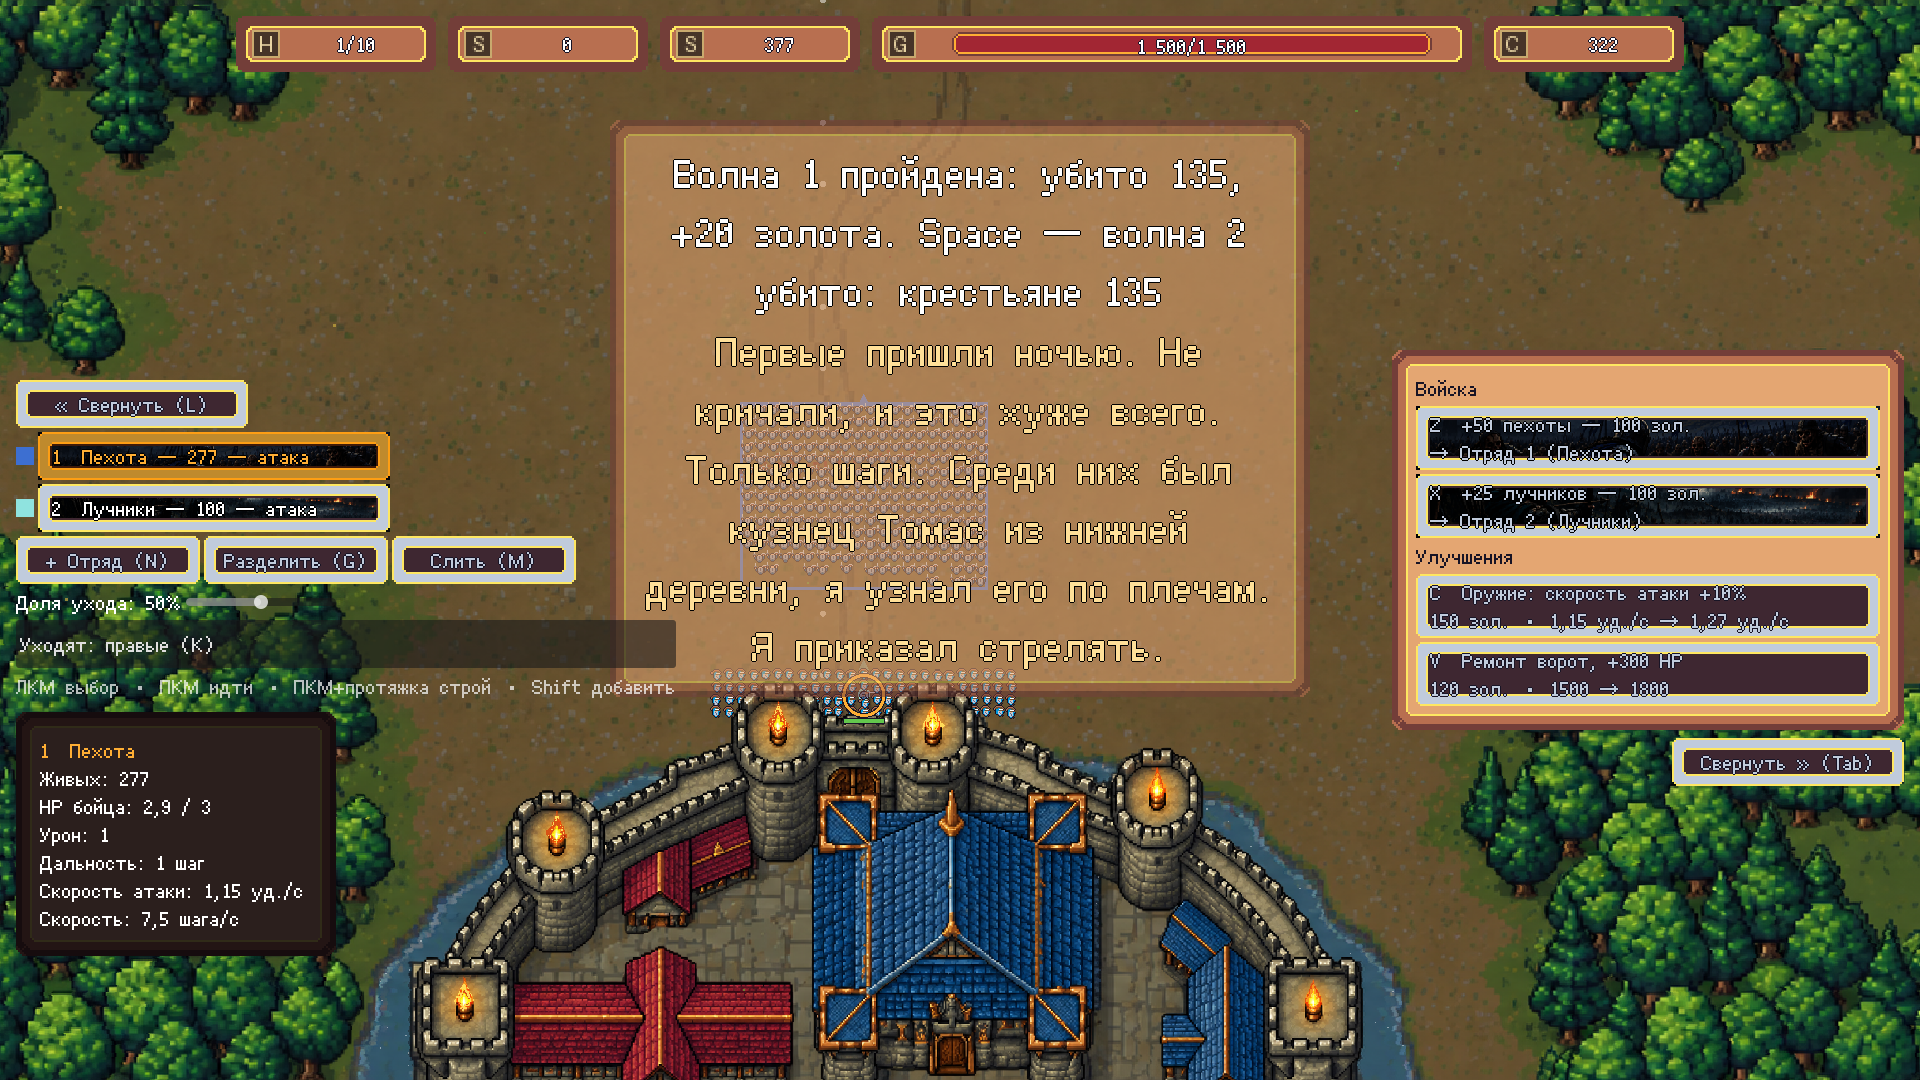 H 1/10
S 0
S 377
G 1 500/1 500
C 322
Волна 1 пройдена: убито 135,
+20 золота. Space — волна 2
убито: крестьяне 135
Первые пришли ночью. Не
кричали, и это хуже всего.
Только шаги. Среди них был
кузнец Томас из нижней
деревни, я узнал его по плечам.
Я приказал стрелять.
« Свернуть (L)
1 Пехота — 277 — атака
2 Лучники — 100 — атака
+ Отряд (N)
Разделить (G)
Слить (M)
Доля ухода: 50%
Уходят: правые (K)
ЛКМ выбор · ПКМ идти · ПКМ+протяжка строй · Shift добавить
1 Пехота
Живых: 277
HP бойца: 2,9 / 3
Урон: 1
Дальность: 1 шаг
Скорость атаки: 1,15 уд./с
Скорость: 7,5 шага/с
Войска
Z +50 пехоты — 100 зол.
→ Отряд 1 (Пехота)
X +25 лучников — 100 зол.
→ Отряд 2 (Лучники)
Улучшения
C Оружие: скорость атаки +10%
150 зол. · 1,15 уд./с → 1,27 уд./с
V Ремонт ворот, +300 HP
120 зол. · 1500 → 1800
Свернуть » (Tab)